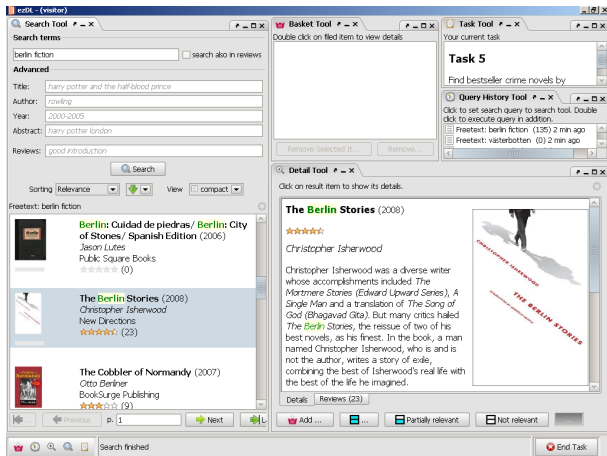 ezDL - (visitor)
Search Tool
Search terms
berlin fiction
search also in reviews
Advanced
Title: harry potter and the half-blood prince
Author: rowling
Year: 2000-2005
Abstract: harry potter london
Reviews: good introduction
Search
Sorting Relevance View compact
Freetext: berlin fiction
Berlin: Cuidad de piedras/ Berlin: City
of Stones/ Spanish Edition (2006)
Jason Lutes
Public Square Books
(0)
The Berlin Stories (2008)
Christopher Isherwood
New Directions
(23)
The Cobbler of Normandy (2007)
Otto Berliner
BookSurge Publishing
(9)
Previous p. 1 Next L
Search finished
Basket Tool
Double click on filed item to view details
Remove Selected It... Remove...
Task Tool
Your current task
Task 5
Find bestseller crime novels by
Query History Tool
Click to set search query to search tool. Double
click to execute query in addition.
Freetext: berlin fiction (135) 2 min ago
Freetext: västerbotten (0) 2 min ago
Detail Tool
Click on result item to show its details.
The Berlin Stories (2008)
Christopher Isherwood
Christopher Isherwood was a diverse writer
whose accomplishments included The
Mortmere Stories (Edward Upward Series), A
Single Man and a translation of The Song of
God (Bhagavad Gita). But many critics hailed
The Berlin Stories, the reissue of two of his
best novels, as his finest. In the book, a man
named Christopher Isherwood, who is and is
not the author, writes a story of exile,
combining the best of Isherwood's real life with
the best of the life he imagined.
CHRISTOPHER ISHERWOOD
THE BERLIN STORIES
Details Reviews (23)
Add ... ... Partially relevant Not relevant
End Task